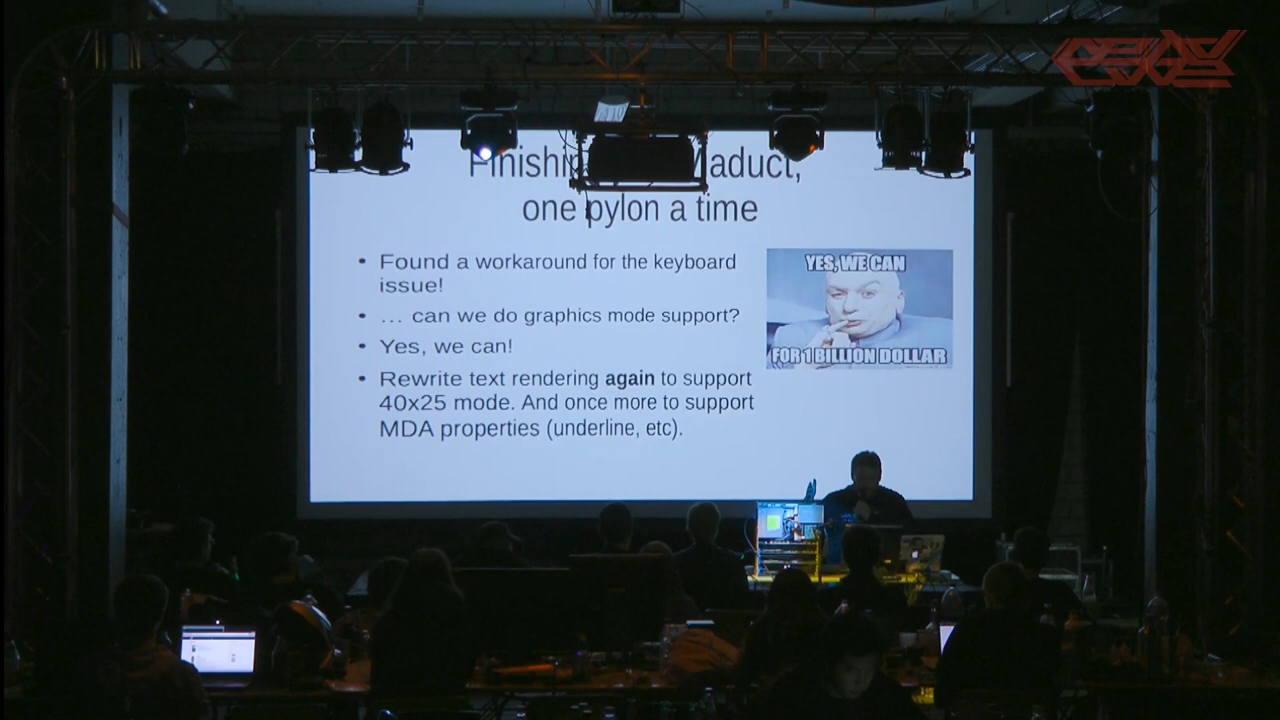 one pylon a time
• Found a workaround for the keyboard
issue!
• … can we do graphics mode support?
• Yes, we can!
• Rewrite text rendering again to support
40x25 mode. And once more to support
MDA properties (underline, etc).
YES, WE CAN
FOR 1 BILLION DOLLAR